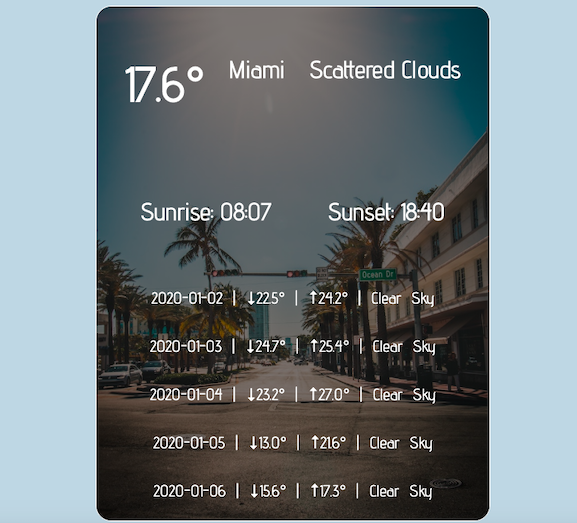 17.6° Miami Scattered Clouds
Sunrise: 08:07 Sunset: 18:40
Ocean Dr
2020-01-02 | ↓22.5° | ↑24.2° | Clear Sky
2020-01-03 | ↓24.7° | ↑25.4° | Clear Sky
2020-01-04 | ↓23.2° | ↑27.0° | Clear Sky
2020-01-05 | ↓13.0° | ↑21.6° | Clear Sky
2020-01-06 | ↓15.6° | ↑17.3° | Clear Sky